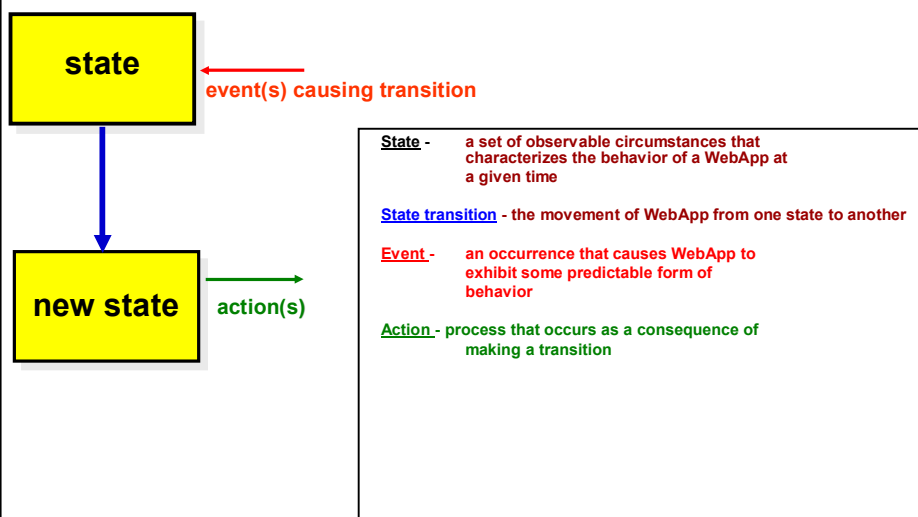 state
event(s) causing transition
new state
action(s)
State - a set of observable circumstances that
characterizes the behavior of a WebApp at
a given time
State transition - the movement of WebApp from one state to another
Event - an occurrence that causes WebApp to
exhibit some predictable form of
behavior
Action - process that occurs as a consequence of
making a transition